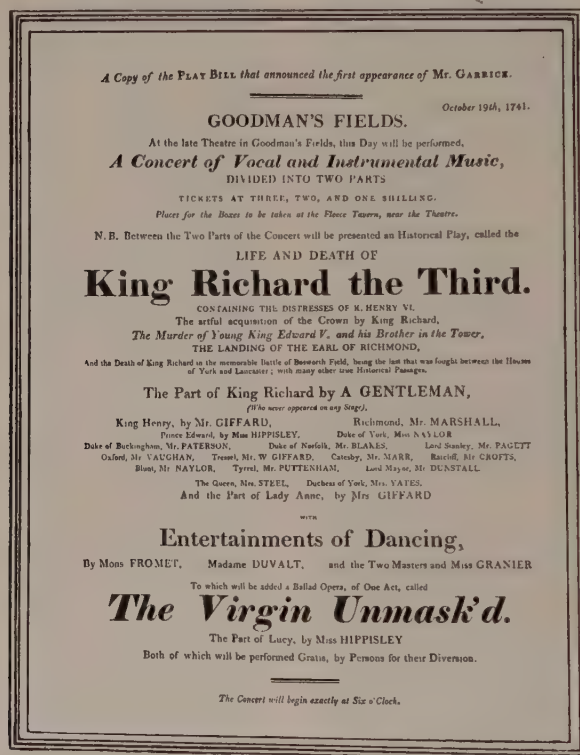 A Copy of the PLAY BILL that announced the first appearance of Mr. GARRICK.
October 19th, 1741.
GOODMAN'S FIELDS.
At the late Theatre in Goodman's Fields, this Day will be performed,
A Concert of Vocal and Instrumental Music,
DIVIDED INTO TWO PARTS
TICKETS AT THREE, TWO, AND ONE SHILLING.
Places for the Boxes to be taken at the Fleece Tavern, near the Theatre.
N.B. Between the Two Parts of the Concert will be presented an Historical Play, called the
LIFE AND DEATH OF
King Richard the Third.
CONTAINING THE DISTRESSES OF K. HENRY VI.
The artful acquisition of the Crown by King Richard,
The Murder of Young King Edward V. and his Brother in the Tower,
THE LANDING OF THE EARL OF RICHMOND,
And the Death of King Richard in the memorable Battle of Bosworth Field, being the last that was fought between the Houses
of York and Lancaster; with many other true Historical Passages.
The Part of King Richard by A GENTLEMAN,
(Who never appeared on any Stage),
King Henry, by Mr. GIFFARD, Richmond, Mr. MARSHALL,
Prince Edward, by Miss HIPPISLEY, Duke of York, Miss NAYLOR
Duke of Buckingham, Mr. PATERSON, Duke of Norfolk, Mr. BLAKES, Lord Stanley, Mr. PAGETT
Oxford, Mr VAUGHAN, Tressel, Mr. W GIFFARD, Catesby, Mr. MARR, Ratcliff, Mr CROFTS,
Blunt, Mr NAYLOR, Tyrrel, Mr. PUTTENHAM, Lord Mayor, Mr DUNSTALL
The Queen, Mrs. STEEL, Duchess of York, Mrs. YATES,
And the Part of Lady Anne, by Mrs GIFFARD
WITH
Entertainments of Dancing,
By Mons FROMET, Madame DUVALT, and the Two Masters and Miss GRANIER
To which will be added a Ballad Opera, of One Act, called
The Virgin Unmask'd.
The Part of Lucy, by Miss HIPPISLEY
Both of which will be performed Gratis, by Persons for their Diversion.
The Concert will begin exactly at Six o'Clock.